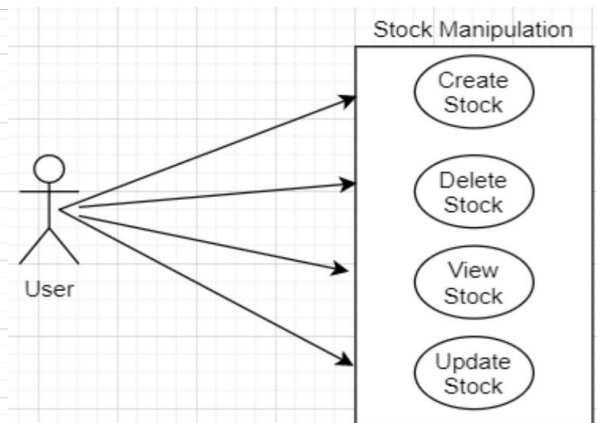 Stock Manipulation
Create
Stock
Delete
Stock
View
Stock
Update
Stock
User